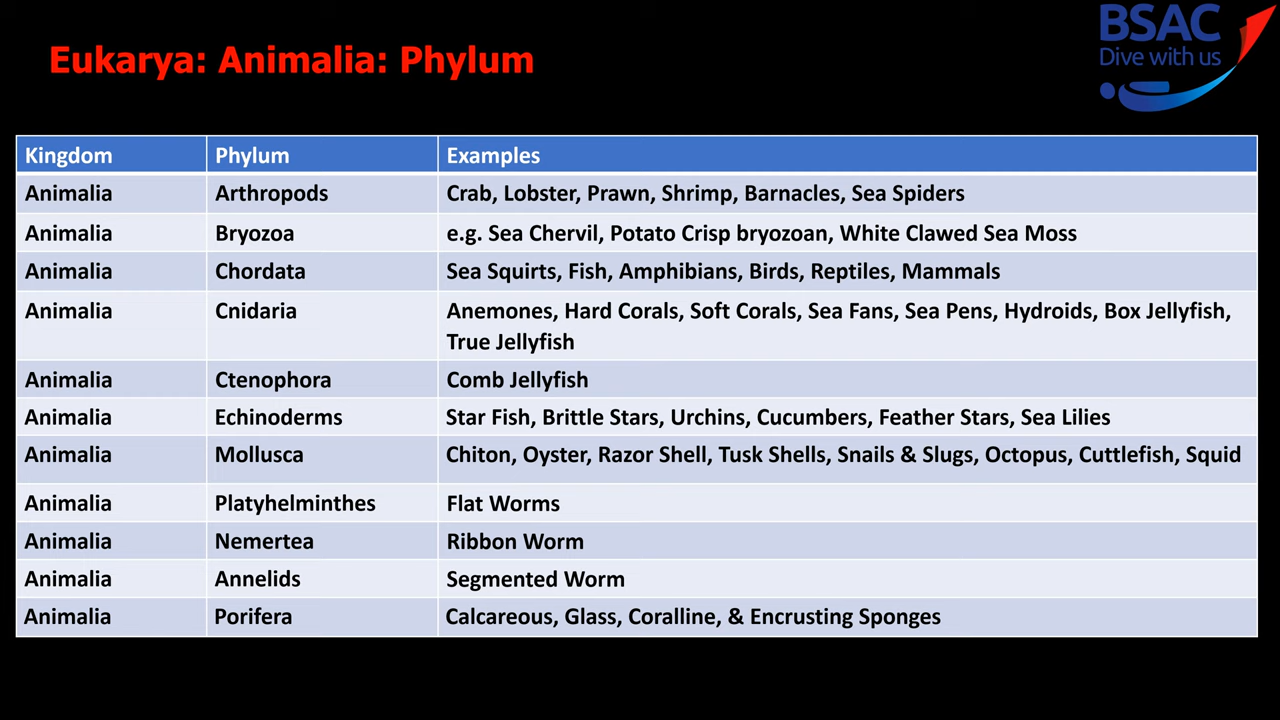 Eukarya: Animalia: Phylum
BSAC
Dive with us
Kingdom Phylum Examples
Animalia Arthropods Crab, Lobster, Prawn, Shrimp, Barnacles, Sea Spiders
Animalia Bryozoa e.g. Sea Chervil, Potato Crisp bryozoan, White Clawed Sea Moss
Animalia Chordata Sea Squirts, Fish, Amphibians, Birds, Reptiles, Mammals
Animalia Cnidaria Anemones, Hard Corals, Soft Corals, Sea Fans, Sea Pens, Hydroids, Box Jellyfish,
True Jellyfish
Animalia Ctenophora Comb Jellyfish
Animalia Echinoderms Star Fish, Brittle Stars, Urchins, Cucumbers, Feather Stars, Sea Lilies
Animalia Mollusca Chiton, Oyster, Razor Shell, Tusk Shells, Snails & Slugs, Octopus, Cuttlefish, Squid
Animalia Platyhelminthes Flat Worms
Animalia Nemertea Ribbon Worm
Animalia Annelids Segmented Worm
Animalia Porifera Calcareous, Glass, Coralline, & Encrusting Sponges